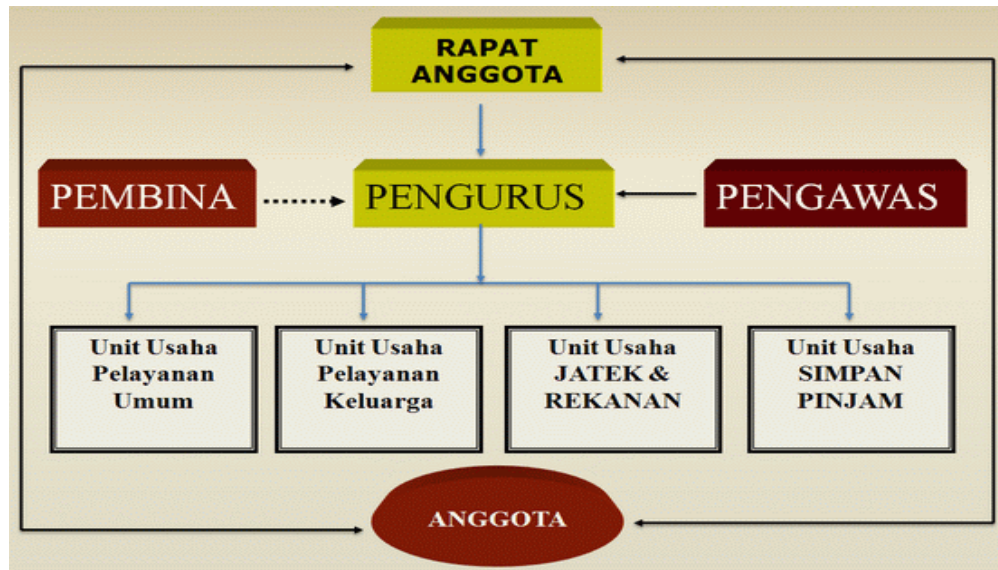 RAPAT
ANGGOTA
PEMBINA
PENGURUS
PENGAWAS
Unit Usaha
Pelayanan
Umum
Unit Usaha
Pelayanan
Keluarga
Unit Usaha
JATEK &
REKANAN
Unit Usaha
SIMPAN
PINJAM
ANGGOTA